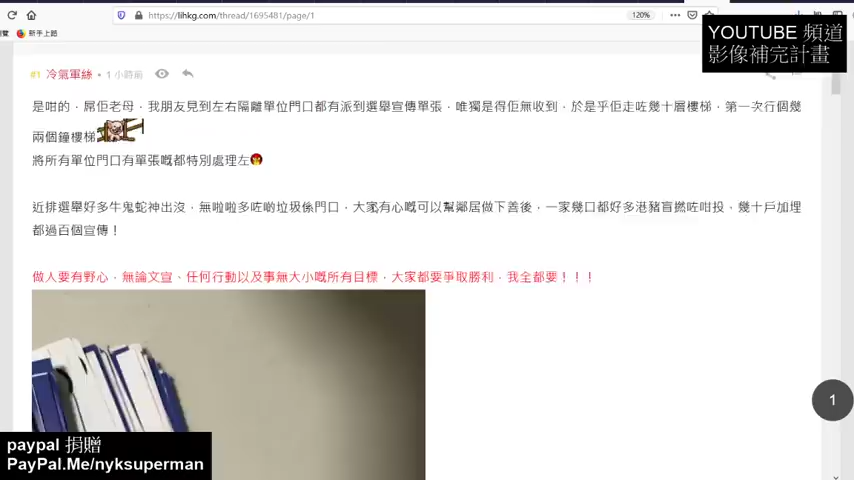 https://lihkg.com/thread/1695481/page/1
120%
新手上路
YOUTUBE 頻道
影像補完計畫
#1 冷氣軍絲 • 1 小時前
是咁的，屌佢老母，我朋友見到左右隔離單位門口都有派到選舉宣傳單張，唯獨是得佢無收到，於是乎佢走咗幾十層樓梯，第一次行個幾
兩個鐘樓梯
將所有單位門口有單張嘅都特別處理左
近排選舉好多牛鬼蛇神出沒，無啦啦多咗啲垃圾係門口，大家有心嘅可以幫鄰居做下善後，一家幾口都好多港豬盲撚咗咁投，幾十戶加埋
都過百個宣傳！
做人要有野心，無論文宣、任何行動以及事無大小嘅所有目標，大家都要爭取勝利，我全都要！！！
1
paypal 捐贈
PayPal.Me/nyksuperman